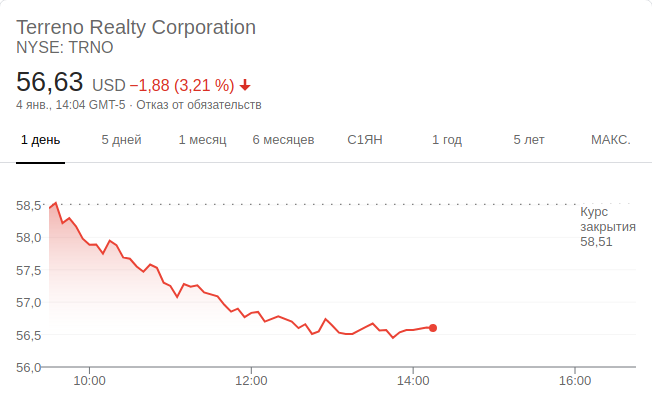 Terreno Realty Corporation
NYSE: TRNO
56,63 USD −1,88 (3,21 %)
4 янв., 14:04 GMT-5 · Отказ от обязательств
1 день 5 дней 1 месяц 6 месяцев С1ЯН 1 год 5 лет МАКС.
58,5
Курс
закрытия
58,51
58,0
57,5
57,0
56,5
56,0
10:00 12:00 14:00 16:00